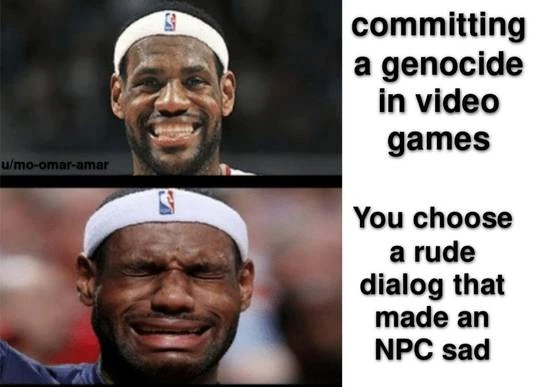 committing
a genocide
in video
games
u/mo-omar-amar
You choose
a rude
dialog that
made an
NPC sad